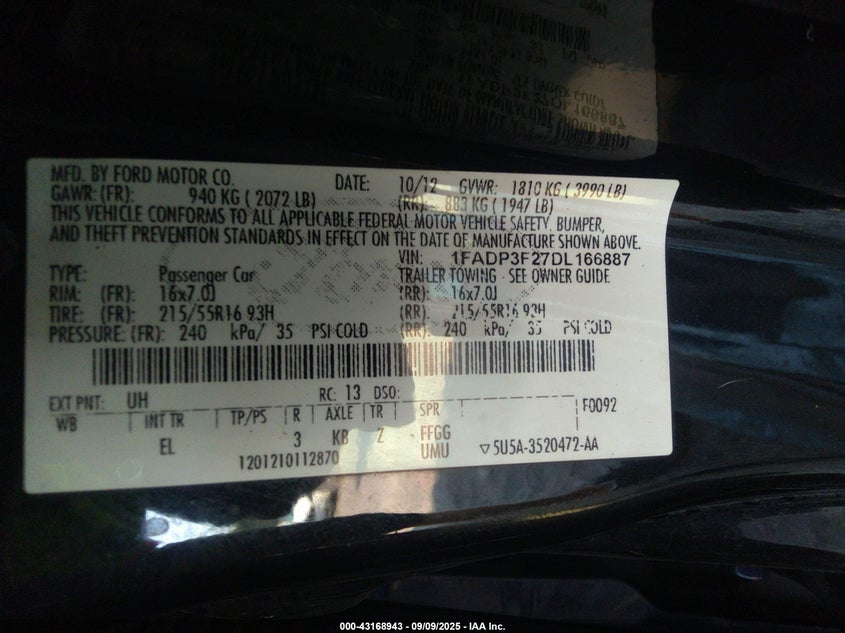 MFD. BY FORD MOTOR CO. DATE: 10/12 GVWR: 1810 KG ( 3990 LB)
GAWR: (FR): 940 KG ( 2072 LB) (RR): 883 KG ( 1947 LB)
THIS VEHICLE CONFORMS TO ALL APPLICABLE FEDERAL MOTOR VEHICLE SAFETY, BUMPER,
AND THEFT PREVENTION STANDARDS IN EFFECT ON THE DATE OF MANUFACTURE SHOWN ABOVE.
VIN: 1FADP3F27DL166887
TYPE: Passenger Car TRAILER TOWING - SEE OWNER GUIDE
RIM: (FR): 16x7.0J (RR): 16x7.0J
TIRE: (FR): 215/55R16 93H (RR): 215/55R16 93H
PRESSURE: (FR): 240 kPa/ 35 PSI COLD (RR): 240 kPa/ 35 PSI COLD
EXT PNT: UH RC: 13 DSO: F0092
WB INT TR TP/PS R AXLE TR SPR
EL 3 KB Z FFGG
UMU
1201210112870 ▽5U5A-3520472-AA
000-43168943 - 09/09/2025 - IAA Inc.